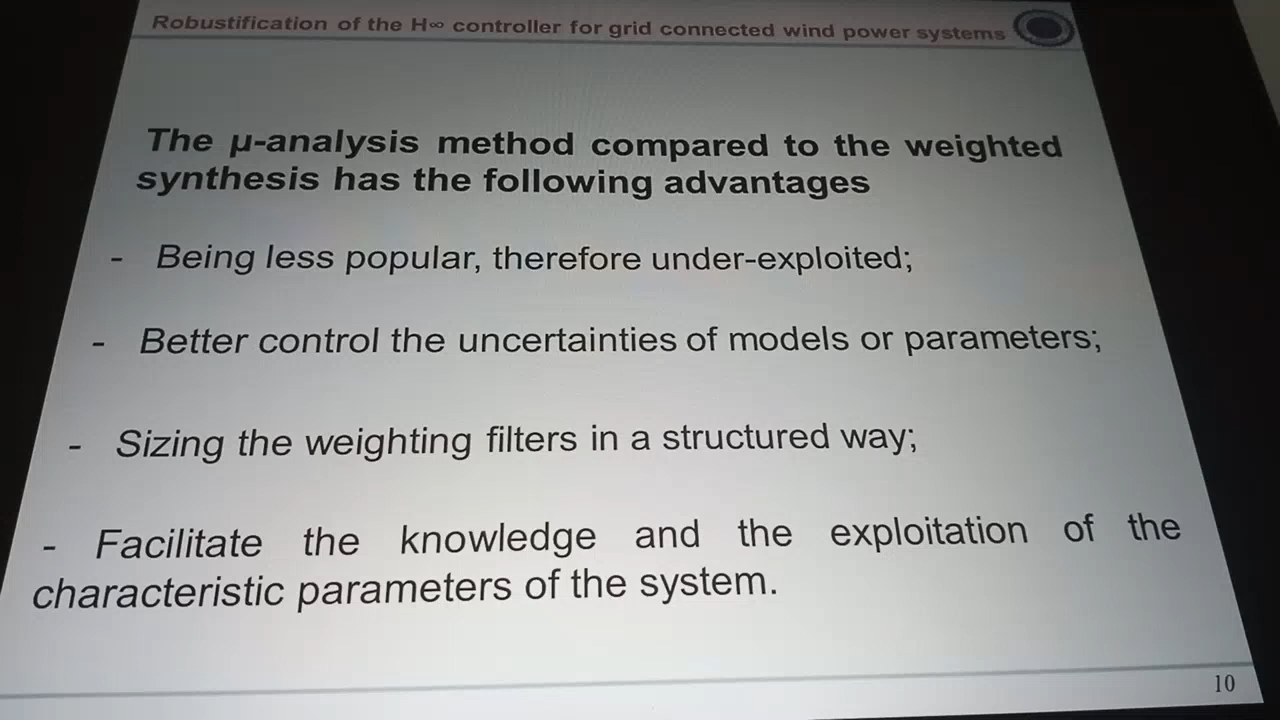 Robustification of the H∞ controller for grid connected wind power systems
The µ-analysis method compared to the weighted
synthesis has the following advantages
- Being less popular, therefore under-exploited;
- Better control the uncertainties of models or parameters;
- Sizing the weighting filters in a structured way;
- Facilitate the knowledge and the exploitation of the
characteristic parameters of the system.
10